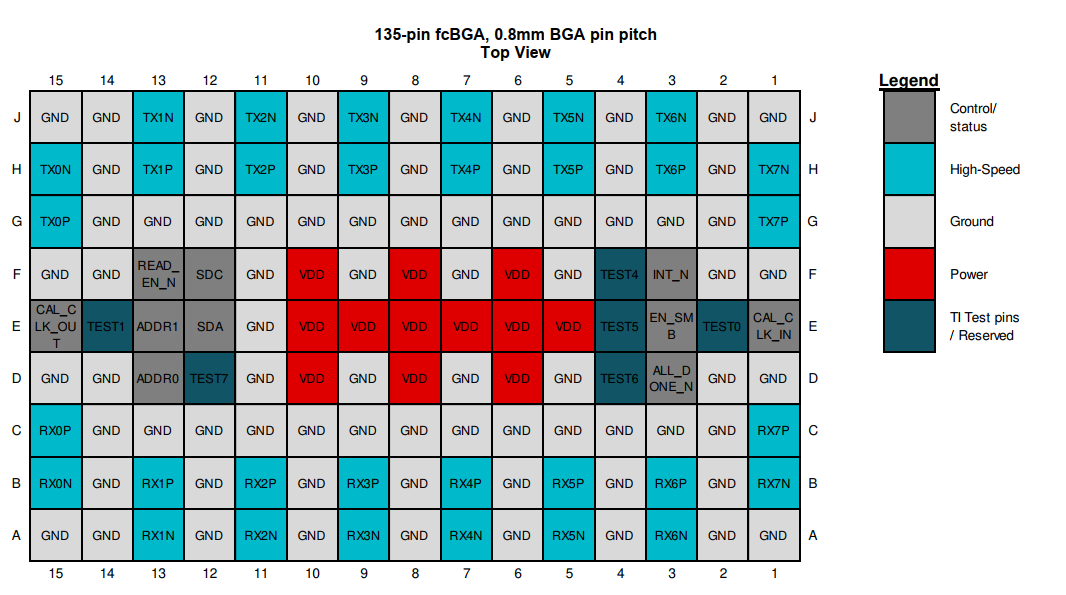 135-pin fcBGA, 0.8mm BGA pin pitch
Top View
15 14 13 12 11 10 9 8 7 6 5 4 3 2 1
J GND GND TX1N GND TX2N GND TX3N GND TX4N GND TX5N GND TX6N GND GND J
H TX0N GND TX1P GND TX2P GND TX3P GND TX4P GND TX5P GND TX6P GND TX7N H
G TX0P GND GND GND GND GND GND GND GND GND GND GND GND GND TX7P G
F GND GND READ_ EN_N SDC GND VDD GND VDD GND VDD GND TEST4 INT_N GND GND F
E CAL_C LK_OU T TEST1 ADDR1 SDA GND VDD VDD VDD VDD VDD VDD TEST5 EN_SM B TEST0 CAL_C LK_IN E
D GND GND ADDR0 TEST7 GND VDD GND VDD GND VDD GND TEST6 ALL_D ONE_N GND GND D
C RX0P GND GND GND GND GND GND GND GND GND GND GND GND GND RX7P C
B RX0N GND RX1P GND RX2P GND RX3P GND RX4P GND RX5P GND RX6P GND RX7N B
A GND GND RX1N GND RX2N GND RX3N GND RX4N GND RX5N GND RX6N GND GND A
15 14 13 12 11 10 9 8 7 6 5 4 3 2 1
Legend
Control/
status
High-Speed
Ground
Power
TI Test pins
/ Reserved